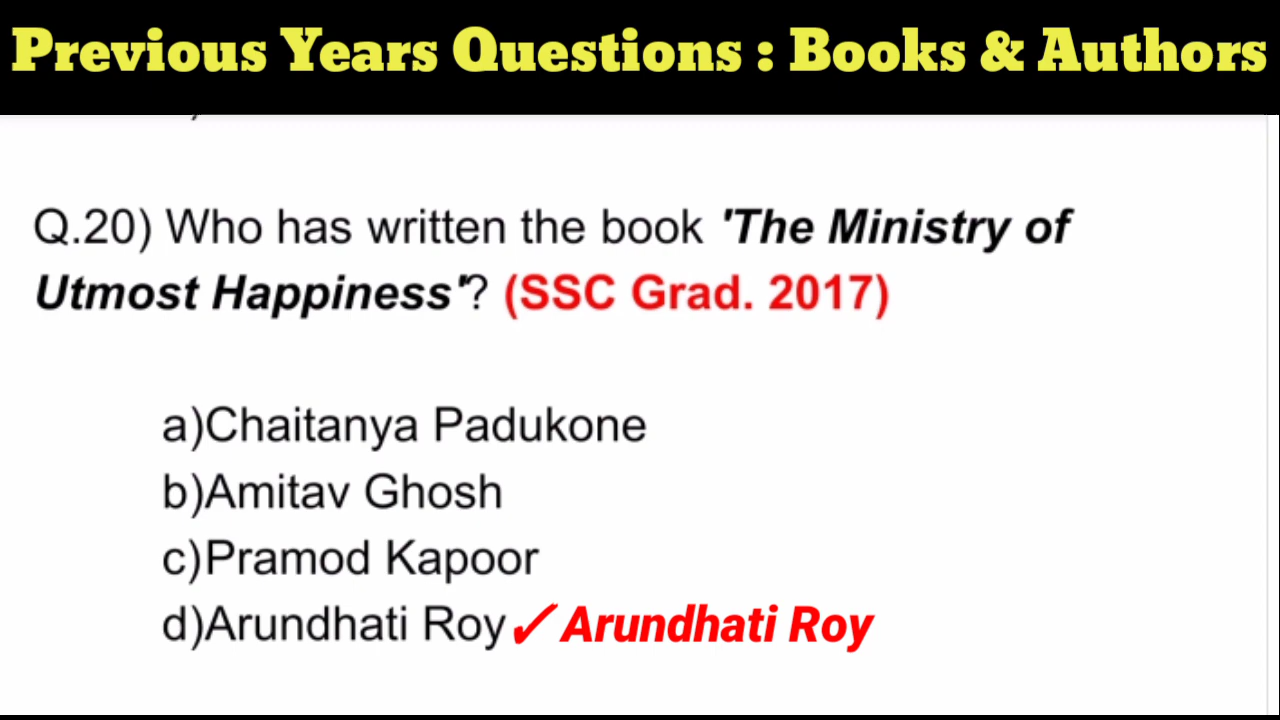 Previous Years Questions : Books & Authors
Q.20) Who has written the book 'The Ministry of
Utmost Happiness'? (SSC Grad. 2017)
a)Chaitanya Padukone
b)Amitav Ghosh
c)Pramod Kapoor
d)Arundhati Roy✓ Arundhati Roy